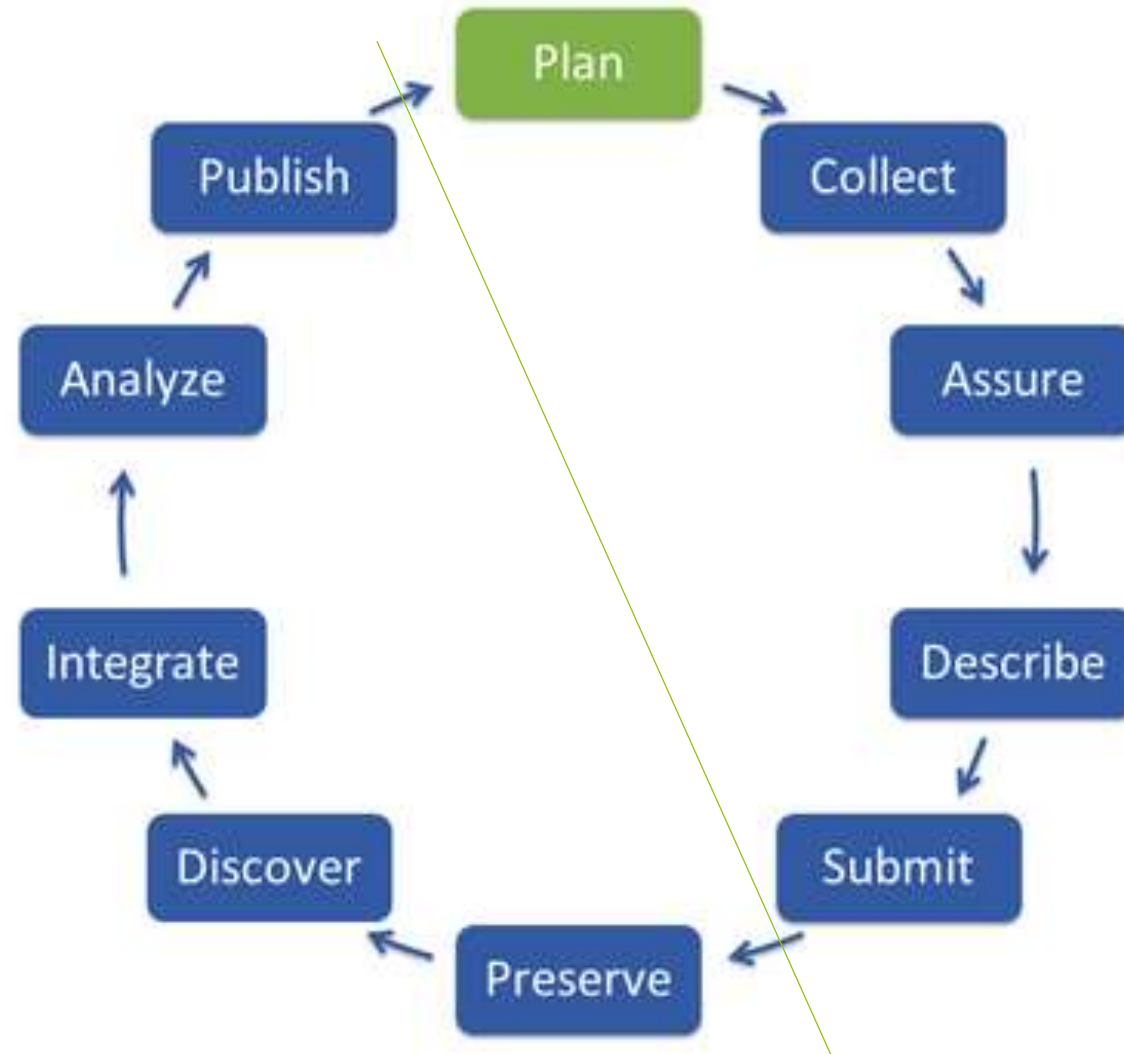 Plan
Collect
Assure
Describe
Submit
Preserve
Discover
Integrate
Analyze
Publish